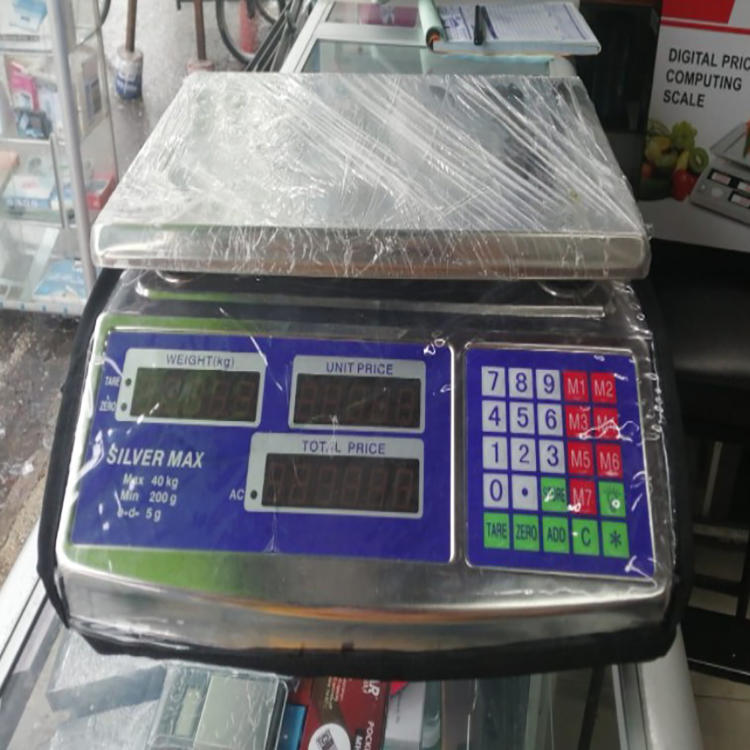 DIGITAL PRIC
COMPUTING
SCALE
WEIGHT(kg)
UNIT PRICE
TARE
ZERO
TOTAL PRICE
SILVER MAX
Max 40 kg
Min 200 g
e=d= 5 g
AC
7 8 9 M1 M2
4 5 6 M3 M4
1 2 3 M5 M6
0 . M7
TARE ZERO ADD C *
POCKE